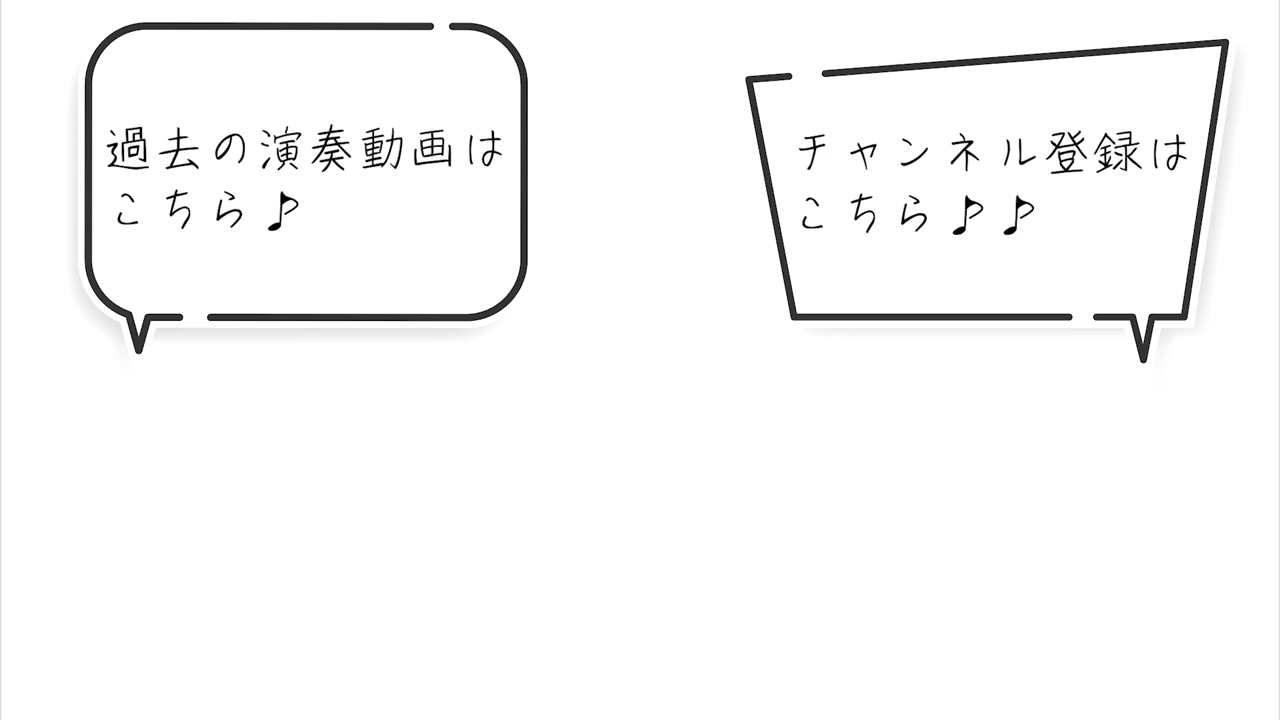 過去の演奏動画は
こちら♪
チャンネル登録は
こちら♪♪